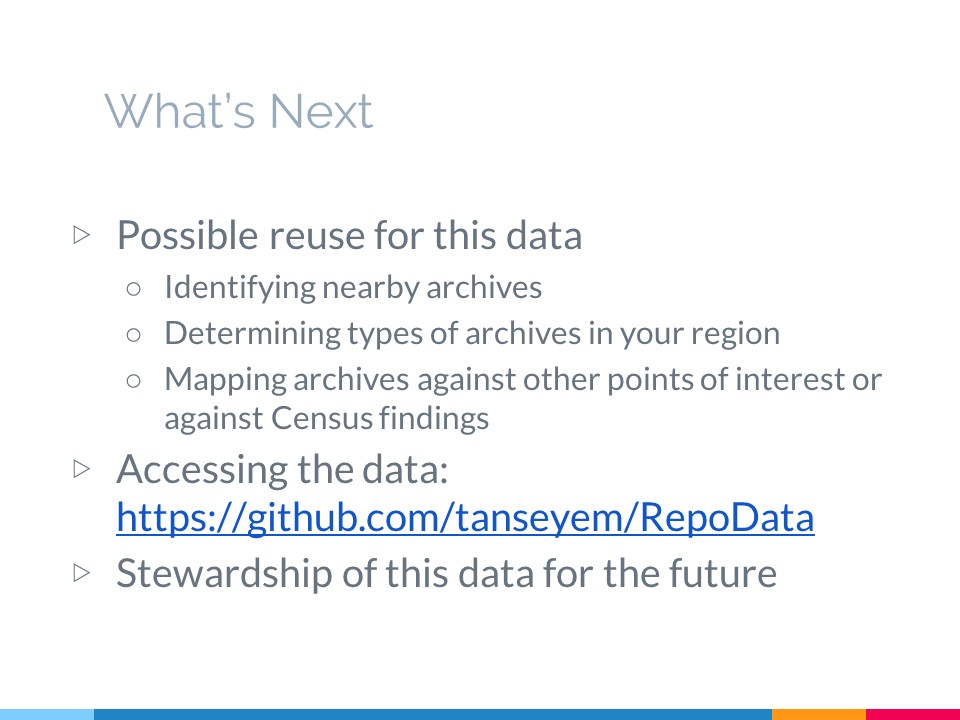 What’s Next
▷ Possible reuse for this data
○ Identifying nearby archives
○ Determining types of archives in your region
○ Mapping archives against other points of interest or
against Census findings
▷ Accessing the data:
https://github.com/tanseyem/RepoData
▷ Stewardship of this data for the future